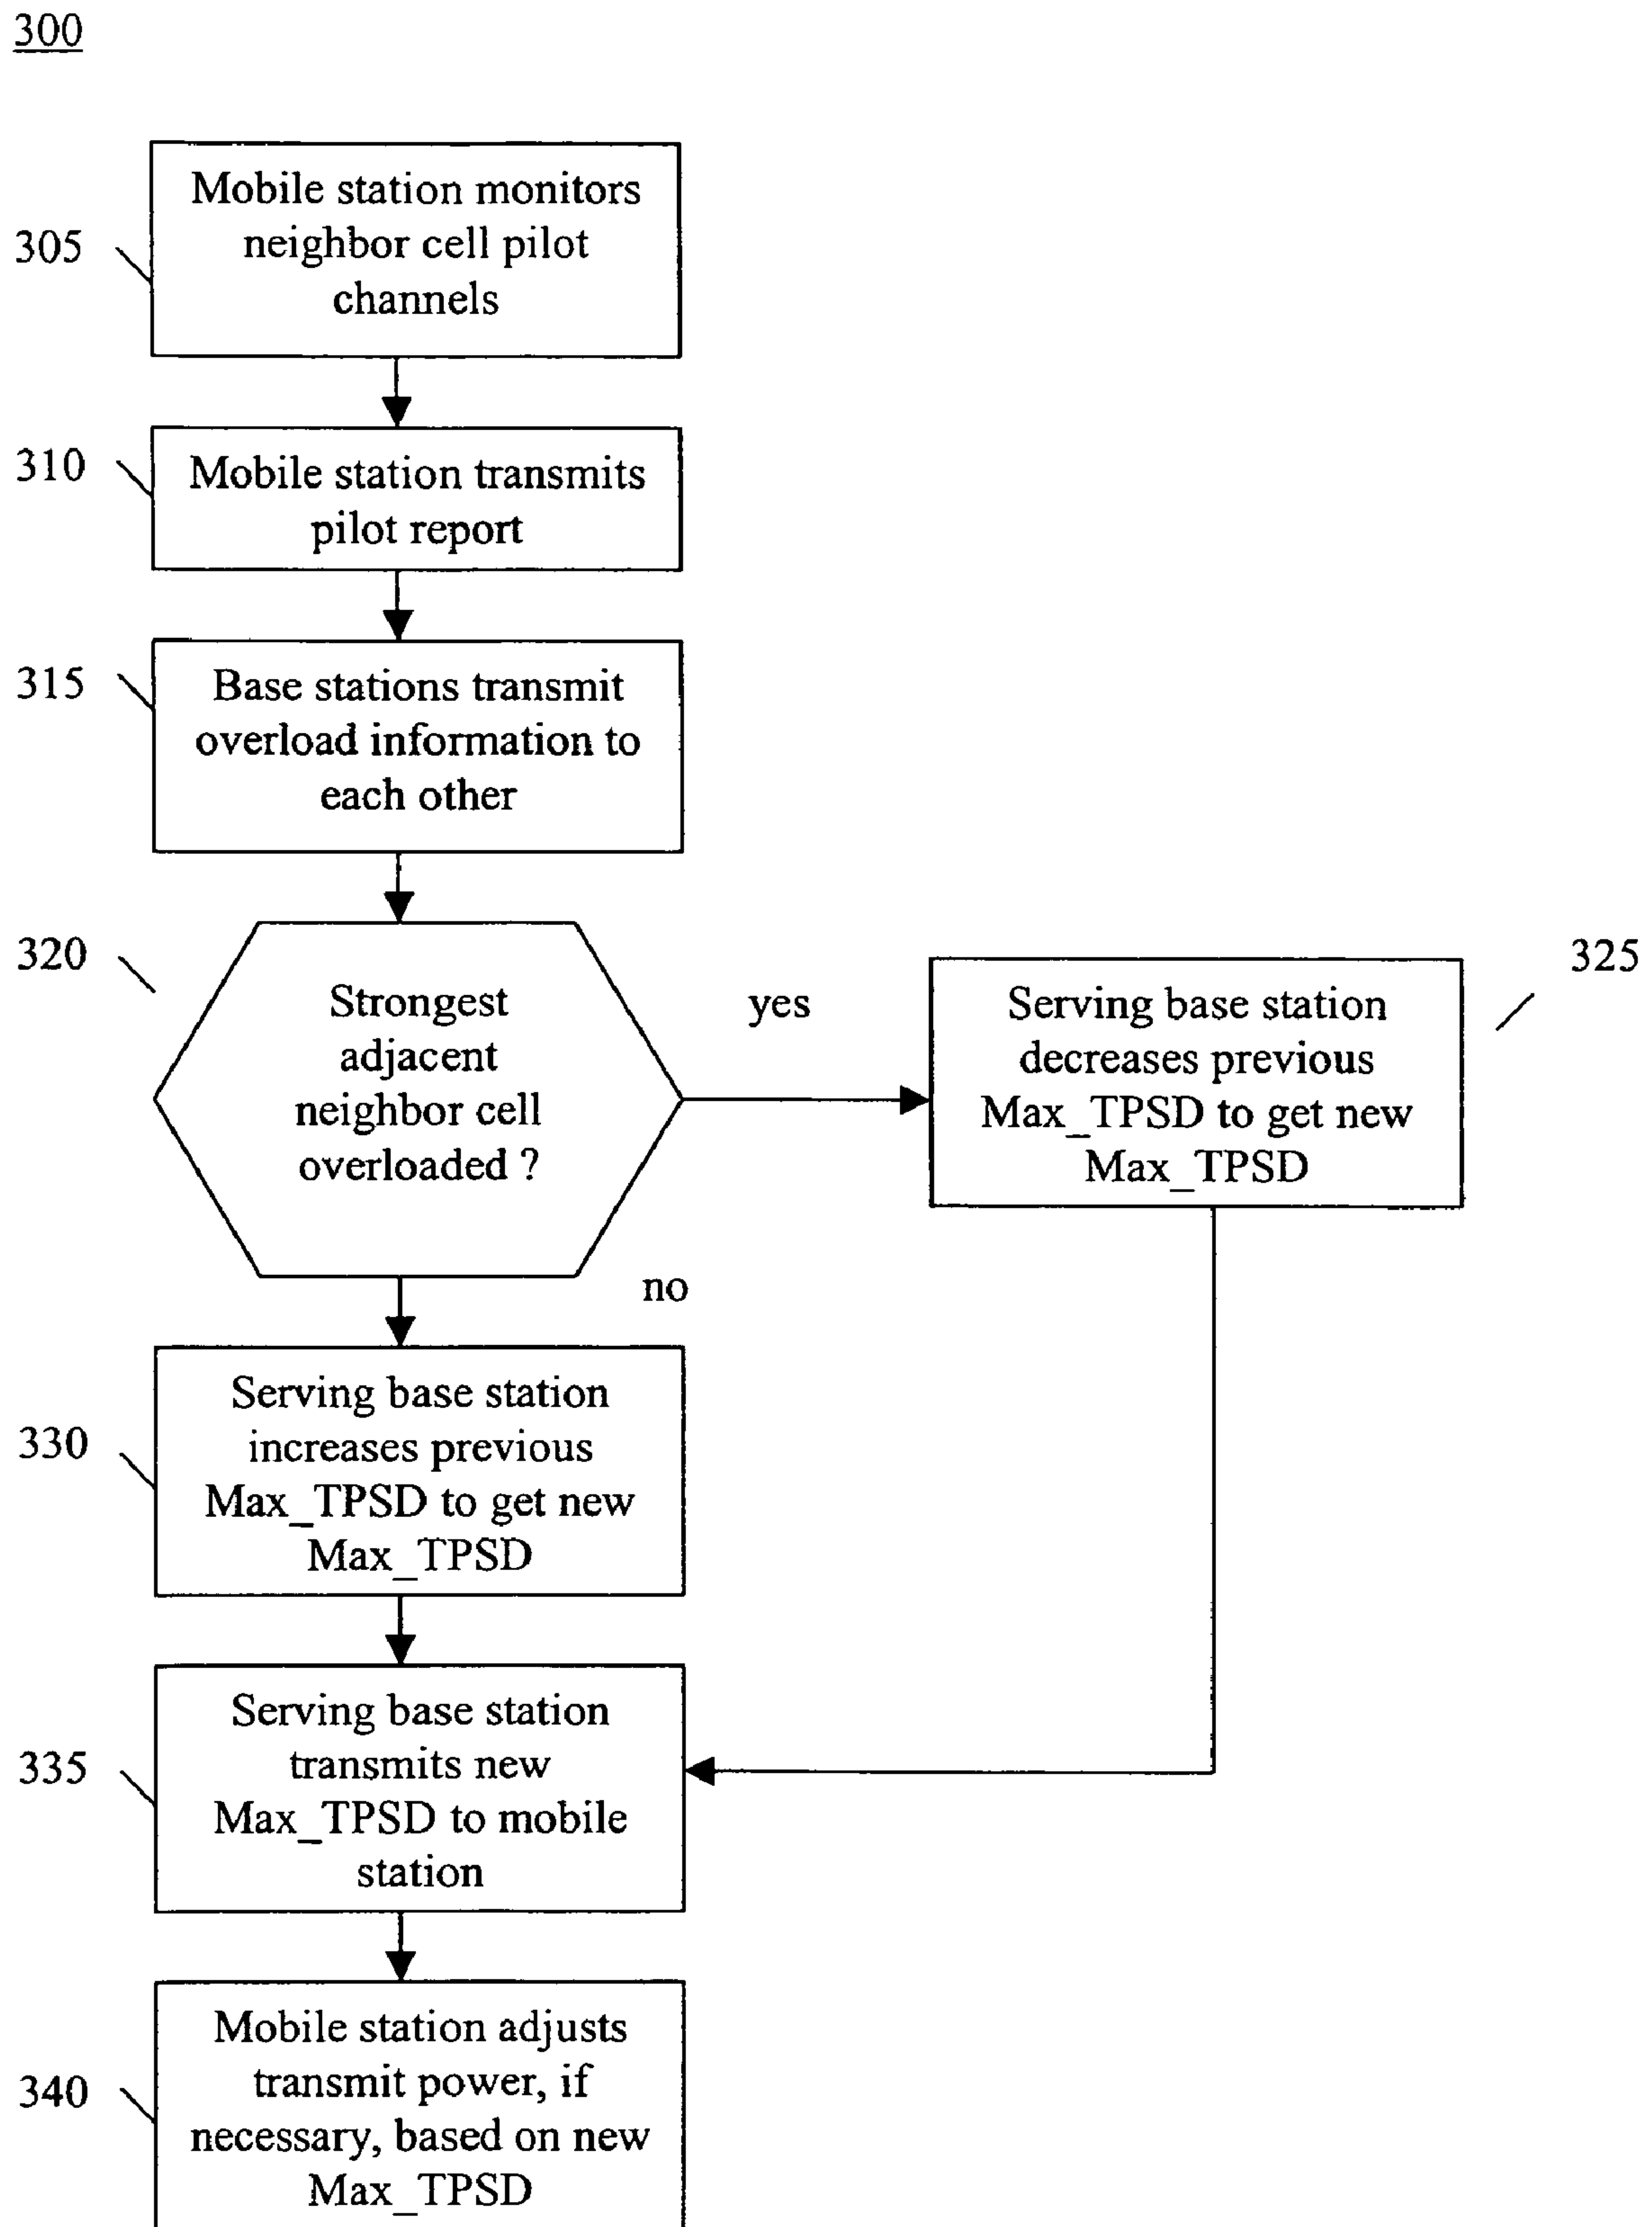 300
305
Mobile station monitors
neighbor cell pilot
channels
310
Mobile station transmits
pilot report
315
Base stations transmit
overload information to
each other
320
Strongest
adjacent
neighbor cell
overloaded ?
yes
325
Serving base station
decreases previous
Max_TPSD to get new
Max_TPSD
no
330
Serving base station
increases previous
Max_TPSD to get new
Max_TPSD
335
Serving base station
transmits new
Max_TPSD to mobile
station
340
Mobile station adjusts
transmit power, if
necessary, based on new
Max_TPSD